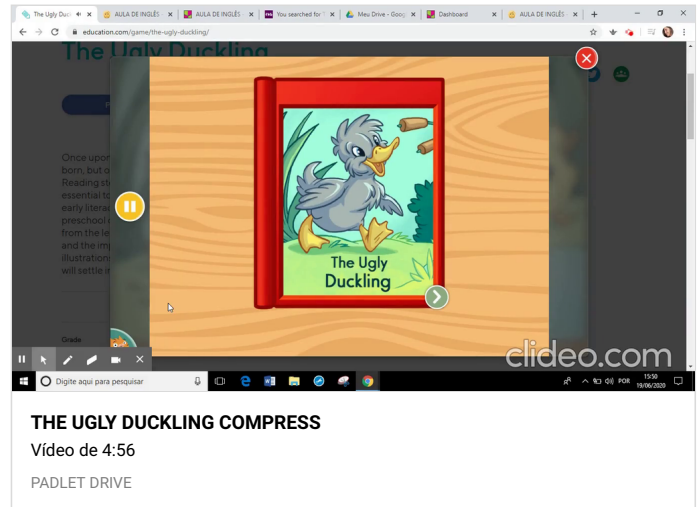 The Ugly Duc
AULA DE INGLÊS
AULA DE INGLÊS
You searched for T
Meu Drive - Goog
Dashboard
AULA DE INGLÊS
education.com/game/the-ugly-duckling/
The Ugly Duckling
Once upon
born, but o
Reading st
essential to
early litera
preschool
from the le
and the im
illustrations
will settle i
Grade
The Ugly
Duckling
clideo.com
Digite aqui para pesquisar
POR
15:50
19/06/2020
THE UGLY DUCKLING COMPRESS
Vídeo de 4:56
PADLET DRIVE